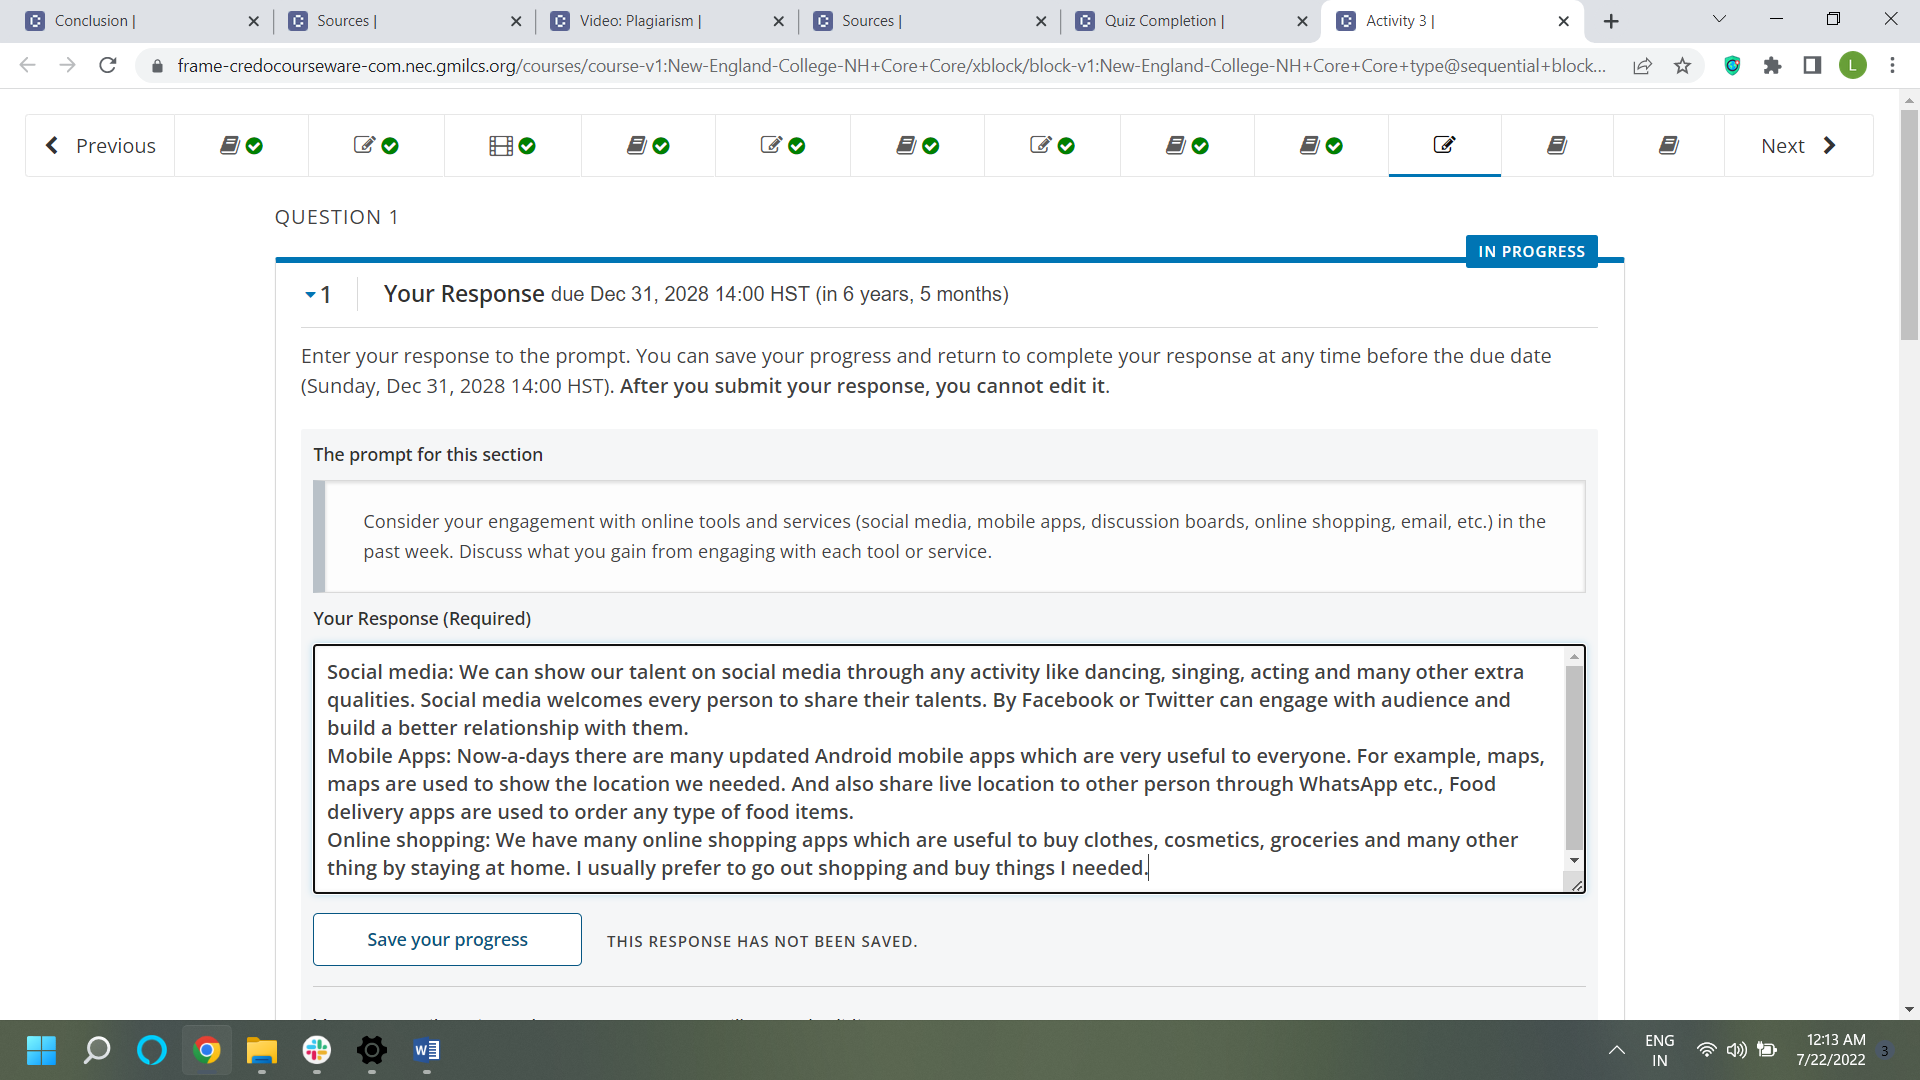 Conclusion |
Sources |
Video: Plagiarism |
Sources |
Quiz Completion |
Activity 3 |
frame-credocourseware-com.nec.gmilcs.org/courses/course-v1:New-England-College-NH+Core+Core/xblock/block-v1:New-England-College-NH+Core+Core+type@sequential+block...
L
Previous
Next
QUESTION 1
IN PROGRESS
1 Your Response due Dec 31, 2028 14:00 HST (in 6 years, 5 months)
Enter your response to the prompt. You can save your progress and return to complete your response at any time before the due date
(Sunday, Dec 31, 2028 14:00 HST). After you submit your response, you cannot edit it.
The prompt for this section
Consider your engagement with online tools and services (social media, mobile apps, discussion boards, online shopping, email, etc.) in the
past week. Discuss what you gain from engaging with each tool or service.
Your Response (Required)
Social media: We can show our talent on social media through any activity like dancing, singing, acting and many other extra
qualities. Social media welcomes every person to share their talents. By Facebook or Twitter can engage with audience and
build a better relationship with them.
Mobile Apps: Now-a-days there are many updated Android mobile apps which are very useful to everyone. For example, maps,
maps are used to show the location we needed. And also share live location to other person through WhatsApp etc., Food
delivery apps are used to order any type of food items.
Online shopping: We have many online shopping apps which are useful to buy clothes, cosmetics, groceries and many other
thing by staying at home. I usually prefer to go out shopping and buy things I needed.
Save your progress
THIS RESPONSE HAS NOT BEEN SAVED.
ENG
IN
12:13 AM
7/22/2022
3